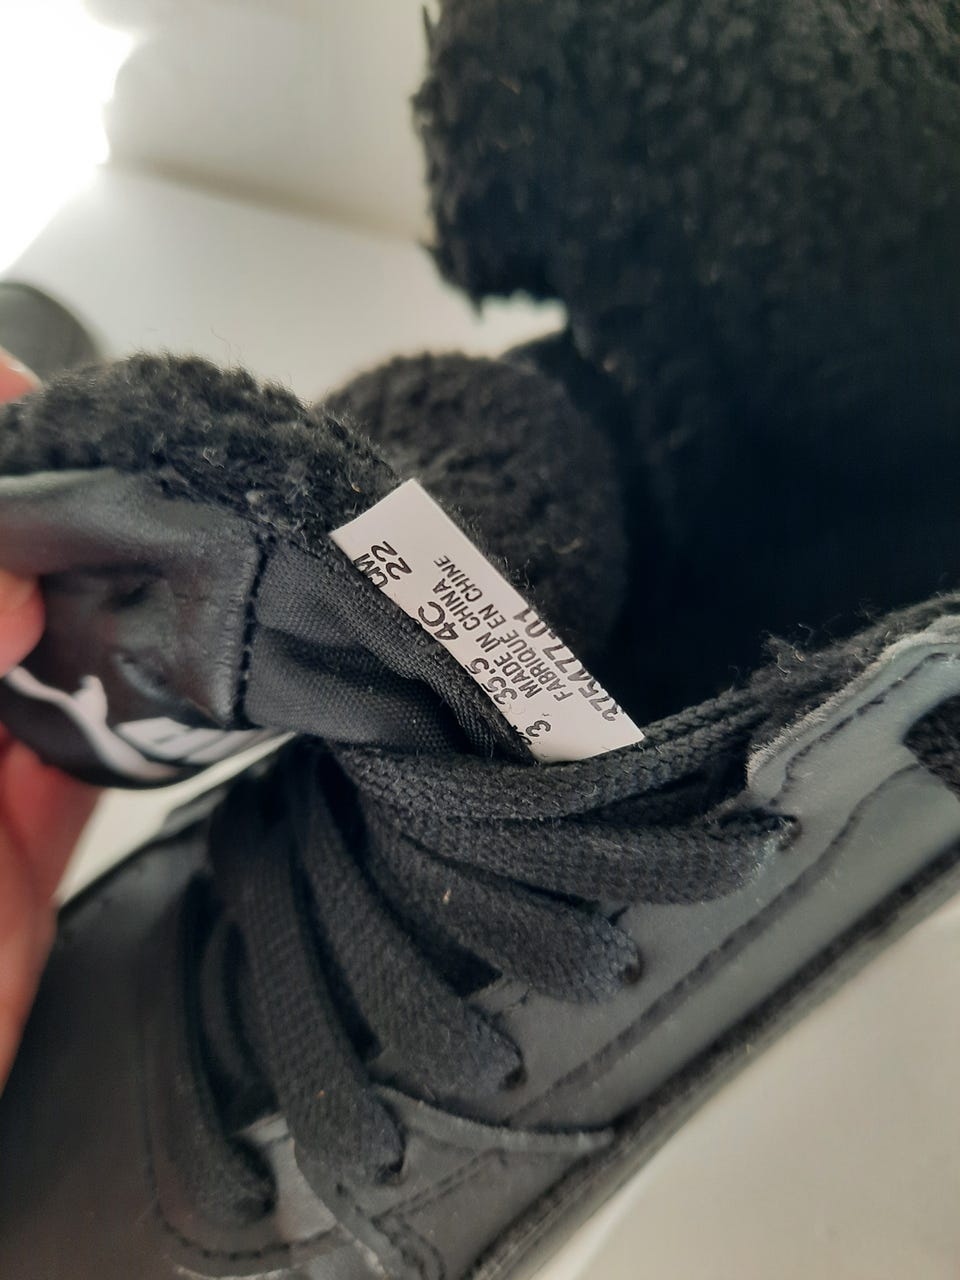 CM
22
3 35.5 4C
MADE IN CHINA
FABRIQUE EN CHINE
375477-01